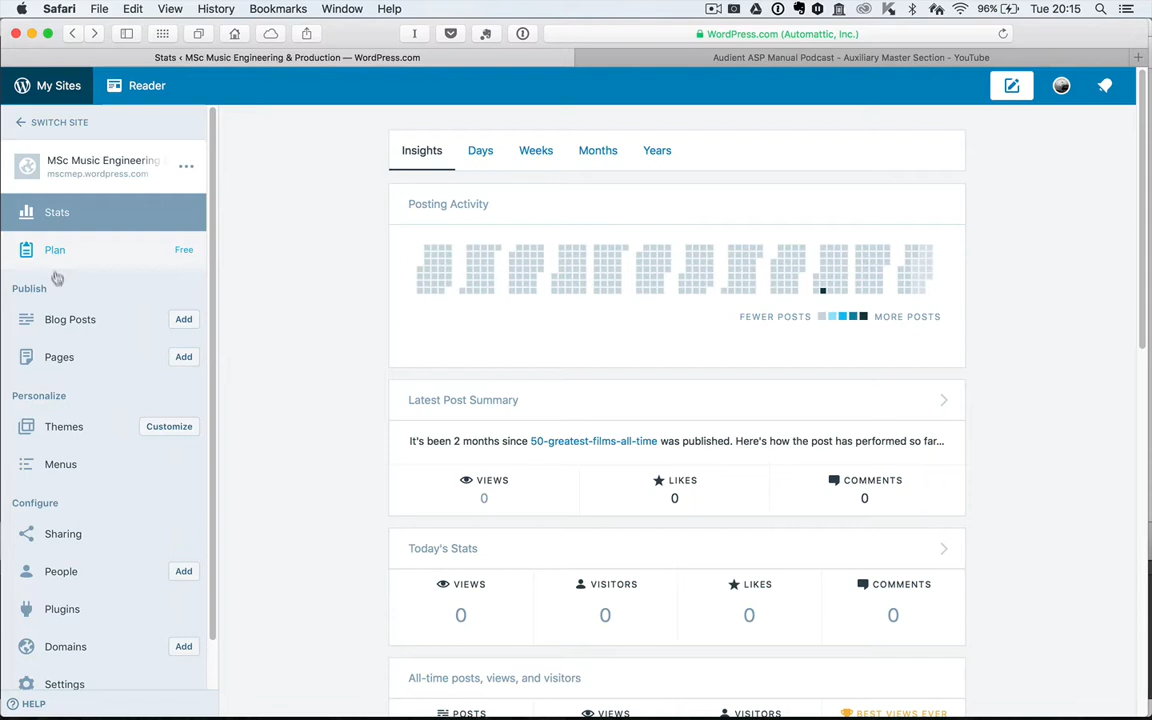 Safari File Edit View History Bookmarks Window Help 96% Tue 20:15
WordPress.com (Automattic, Inc.)
Stats ‹ MSc Music Engineering & Production — WordPress.com
Audient ASP Manual Podcast - Auxiliary Master Section - YouTube
My Sites Reader
SWITCH SITE
MSc Music Engineering
mscmep.wordpress.com
Stats
Plan Free
Publish
Blog Posts Add
Pages Add
Personalize
Themes Customize
Menus
Configure
Sharing
People Add
Plugins
Domains Add
Settings
HELP
Insights Days Weeks Months Years
Posting Activity
FEWER POSTS MORE POSTS
Latest Post Summary
It's been 2 months since 50-greatest-films-all-time was published. Here's how the post has performed so far...
VIEWS LIKES COMMENTS
0 0 0
Today's Stats
VIEWS VISITORS LIKES COMMENTS
0 0 0 0
All-time posts, views, and visitors
POSTS VIEWS VISITORS BEST VIEWS EVER